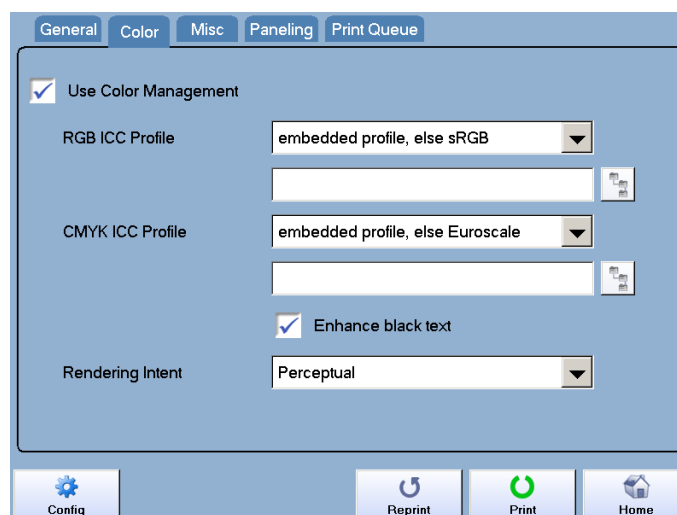 General Color Misc Paneling Print Queue
Use Color Management
RGB ICC Profile embedded profile, else sRGB
CMYK ICC Profile embedded profile, else Euroscale
Enhance black text
Rendering Intent Perceptual
Config Reprint Print Home